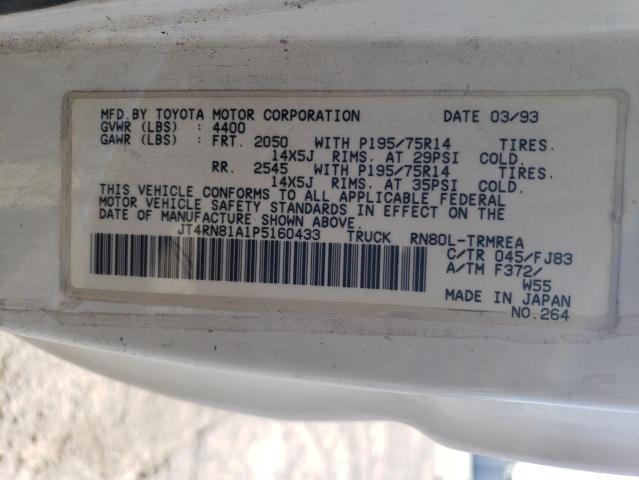 MFD.BY TOYOTA MOTOR CORPORATION DATE 03/93
GVWR (LBS) : 4400
GAWR (LBS) : FRT. 2050 WITH P195/75R14 TIRES.
14X5J RIMS. AT 29PSI COLD.
RR. 2545 WITH P195/75R14 TIRES.
14X5J RIMS. AT 35PSI COLD.
THIS VEHICLE CONFORMS TO ALL APPLICABLE FEDERAL
MOTOR VEHICLE SAFETY STANDARDS IN EFFECT ON THE
DATE OF MANUFACTURE SHOWN ABOVE.
JT4RN81A1P5160433 TRUCK RN80L-TRMREA
C/TR 045/FJ83
A/TM F372/
W55
MADE IN JAPAN
NO.264